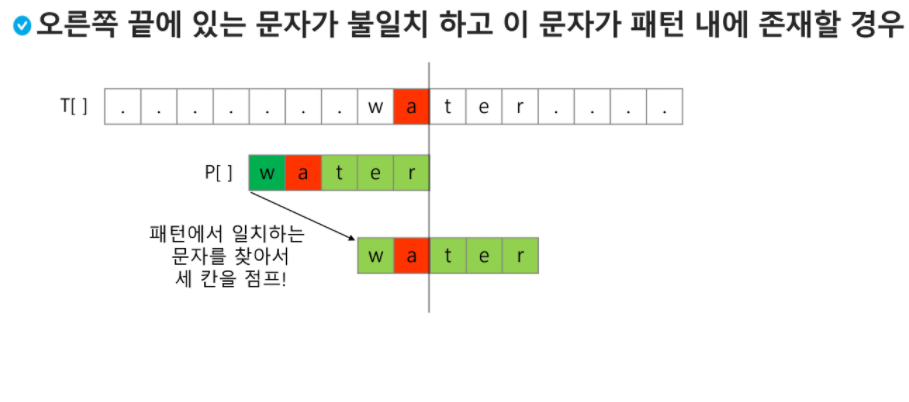 오른쪽 끝에 있는 문자가 불일치 하고 이 문자가 패턴 내에 존재할 경우
T[ ] . . . . . . . w a t e r . . . .
P[ ] w a t e r
패턴에서 일치하는
문자를 찾아서
세 칸을 점프!
w a t e r